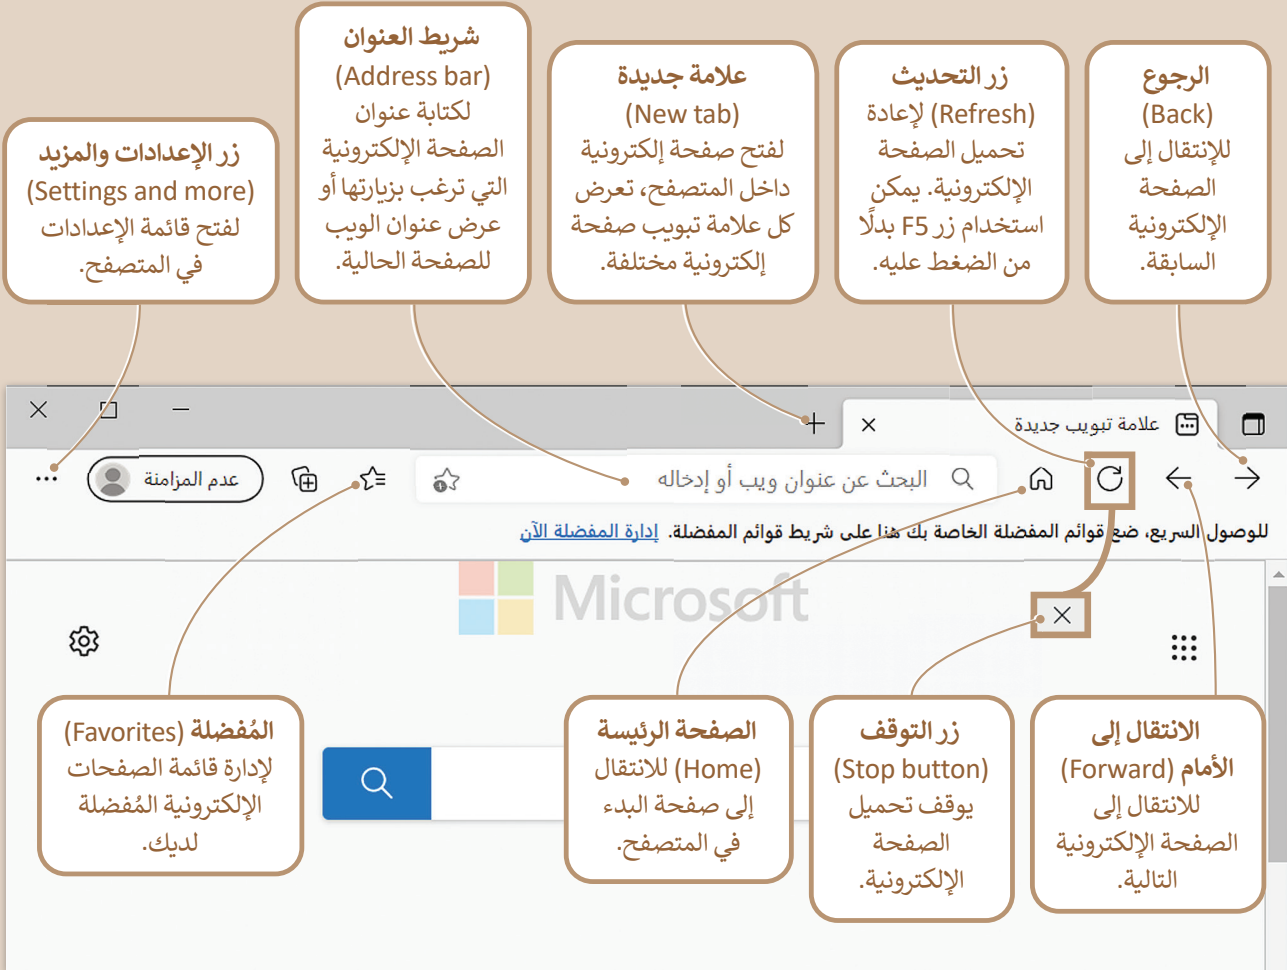 الرجوع
(Back)
للإنتقال إلى
الصفحة
الإلكترونية
السابقة.
زر التحديث
(Refresh) لإعادة
تحميل الصفحة
الإلكترونية. يمكن
استخدام زر F5 بدلًا
من الضغط عليه.
علامة جديدة
(New tab)
لفتح صفحة إلكترونية
داخل المتصفح، تعرض
كل علامة تبويب صفحة
إلكترونية مختلفة.
شريط العنوان
(Address bar)
لكتابة عنوان
الصفحة الإلكترونية
التي ترغب بزيارتها أو
عرض عنوان الويب
للصفحة الحالية.
زر الإعدادات والمزيد
(Settings and more)
لفتح قائمة الإعدادات
في المتصفح.
علامة تبويب جديدة
البحث عن عنوان ويب أو إدخاله
عدم المزامنة
للوصول السريع، ضع قوائم المفضلة الخاصة بك هنا على شريط قوائم المفضلة. إدارة المفضلة الآن
Microsoft
الانتقال إلى
الأمام (Forward)
للانتقال إلى
الصفحة الإلكترونية
التالية.
زر التوقف
(Stop button)
يوقف تحميل
الصفحة
الإلكترونية.
الصفحة الرئيسة
(Home) للانتقال
إلى صفحة البدء
في المتصفح.
المُفضلة (Favorites)
لإدارة قائمة الصفحات
الإلكترونية المُفضلة
لديك.